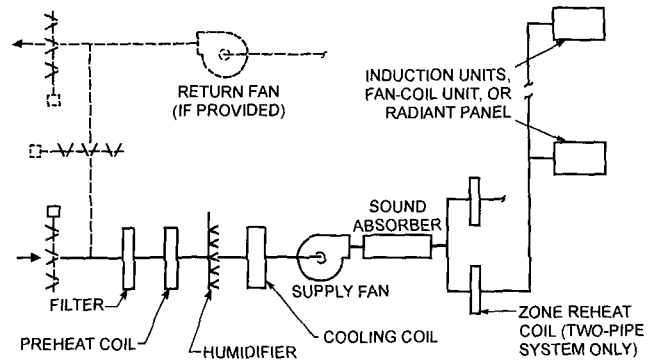 RETURN FAN
(IF PROVIDED)
INDUCTION UNITS,
FAN-COIL UNIT, OR
RADIANT PANEL
SOUND
ABSORBER
SUPPLY FAN
FILTER
PREHEAT COIL
HUMIDIFIER
COOLING COIL
ZONE REHEAT
COIL (TWO-PIPE
SYSTEM ONLY)